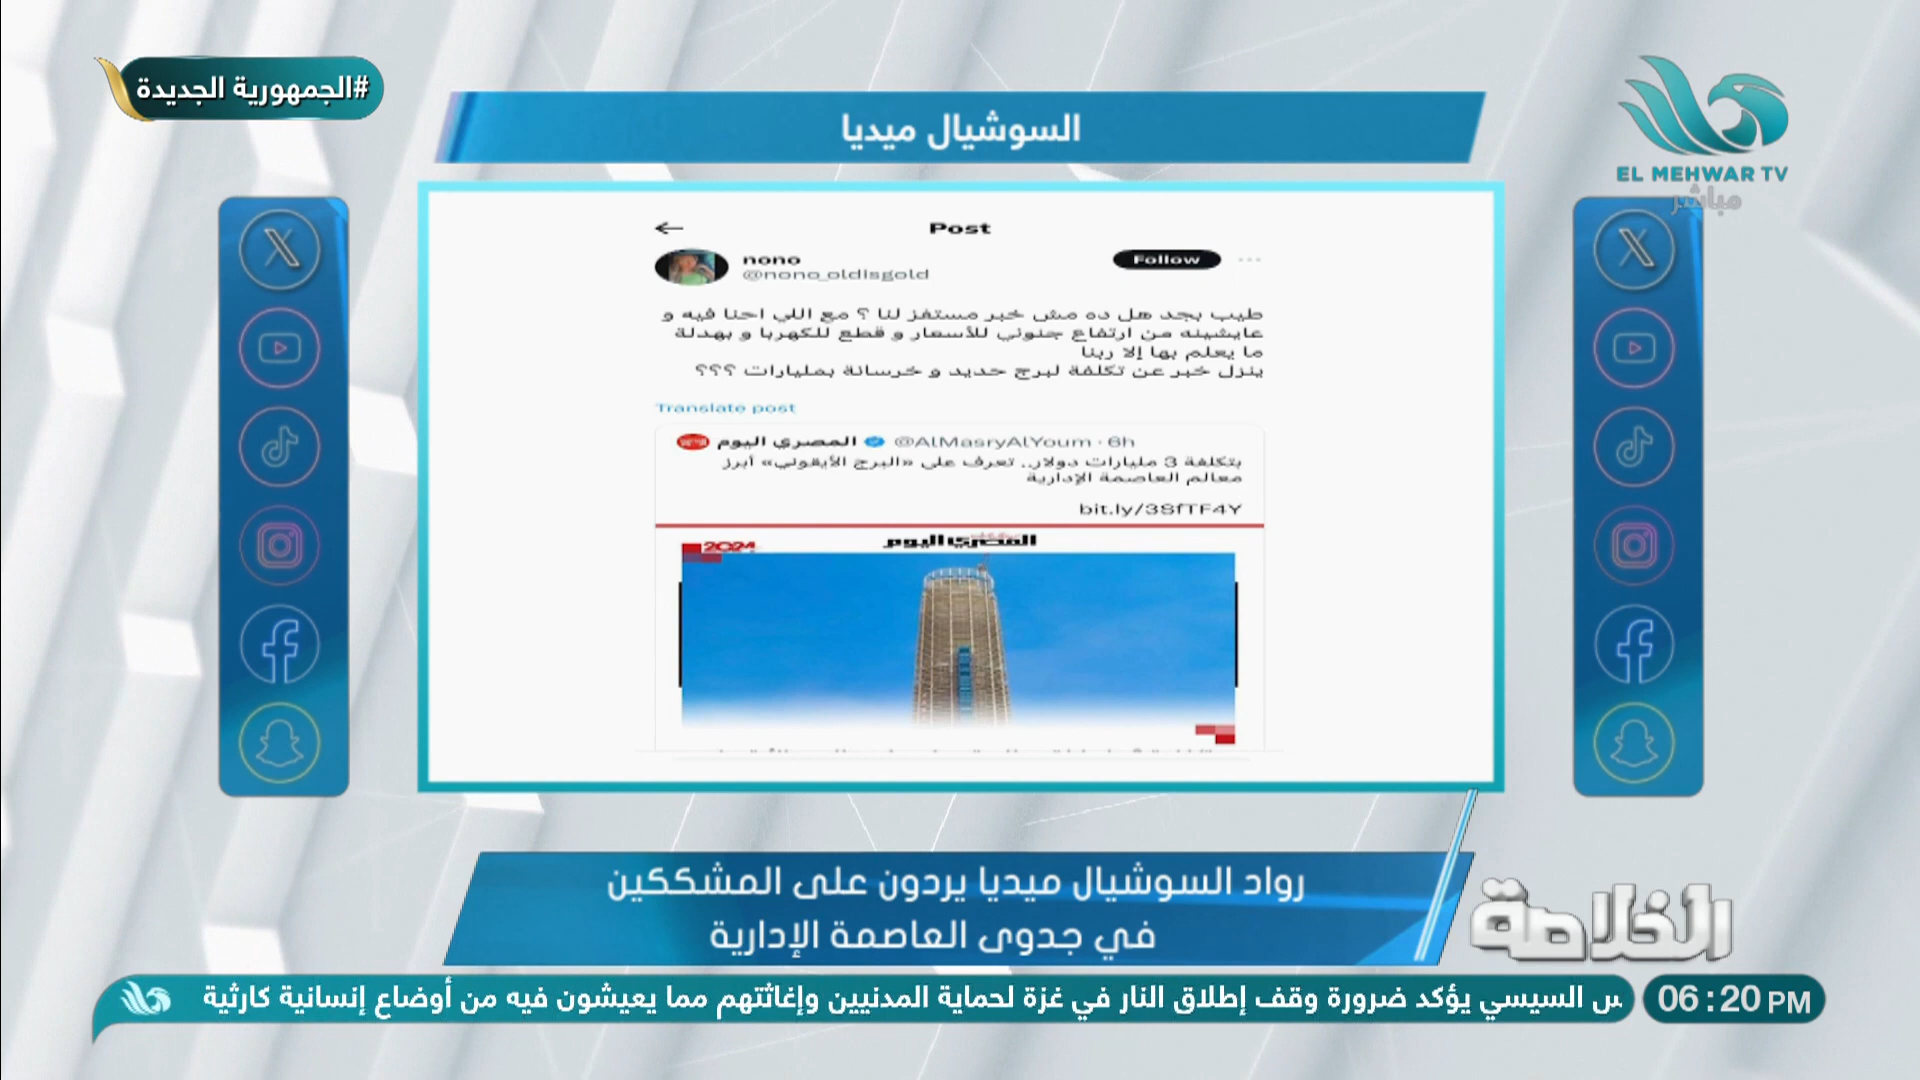 #الجمهورية الجديدة
السوشيال ميديا
EL MEHWAR TV
مباشر
Post
nono
@nono_oldisgold
Follow
طيب بجد هل ده مش خبر مستفز لنا ؟ مع اللي احنا فيه و
عايشينه من ارتفاع جنوني للأسعار و قطع للكهربا و بهدلة
ما يعلم بها إلا ربنا
ينزل خبر عن تكلفة لبرج حديد و خرسانة بمليارات ؟؟؟
Translate post
المصري اليوم @AlMasryAlYoum · 6h
بتكلفة 3 مليارات دولار.. تعرف على «البرج الأيقوني» أبرز
معالم العاصمة الإدارية
bit.ly/3SfTF4Y
2024
المصري اليوم
رواد السوشيال ميديا يردون على المشككين
في جدوى العاصمة الإدارية
الخلاصة
س السيسي يؤكد ضرورة وقف إطلاق النار في غزة لحماية المدنيين وإغاثتهم مما يعيشون فيه من أوضاع إنسانية كارثية
06:20 PM